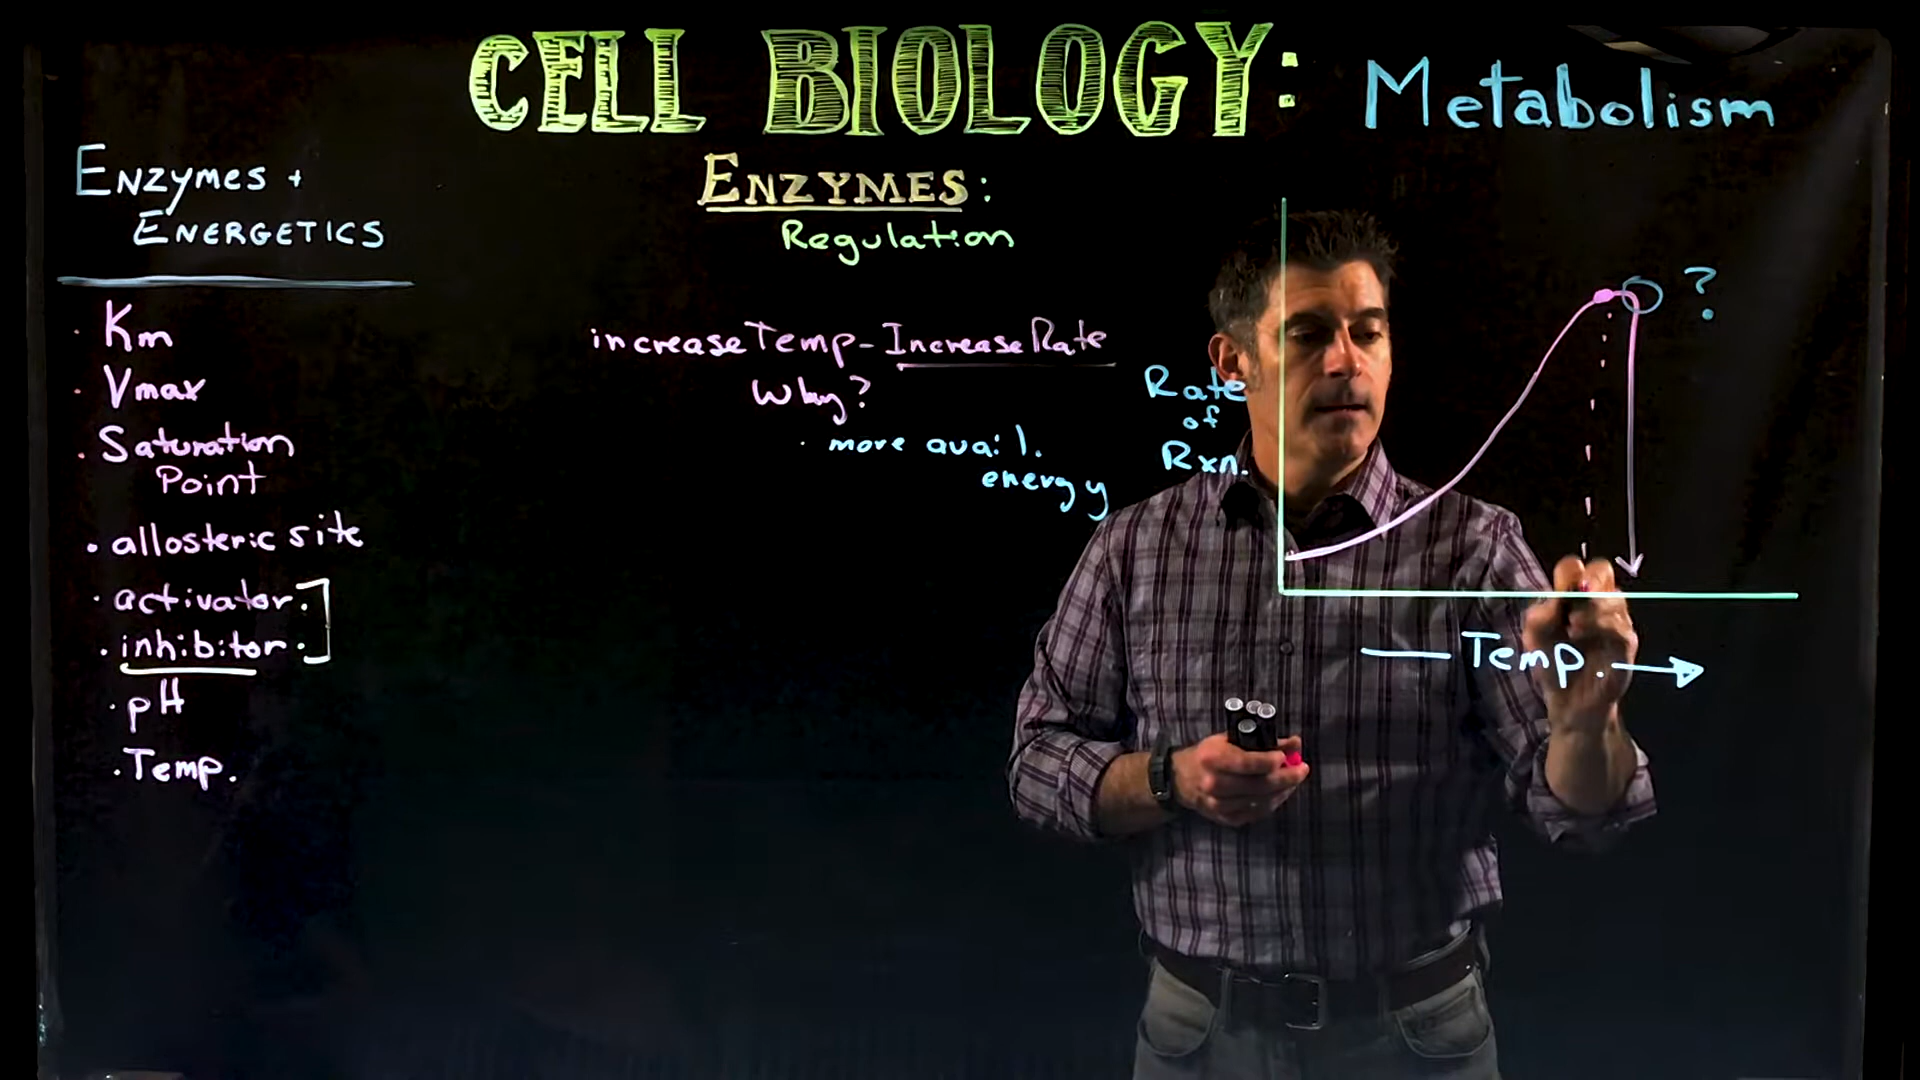 CELL BIOLOGY: Metabolism
Enzymes +
Energetics
· Km
· Vmax
· Saturation
Point
· allosteric site
· activator ·
· inhibitor ·
· pH
· Temp.
Enzymes:
Regulation
increase Temp - Increase Rate
Why?
· more avail.
energy
Rate
of
Rxn.
?
Temp.